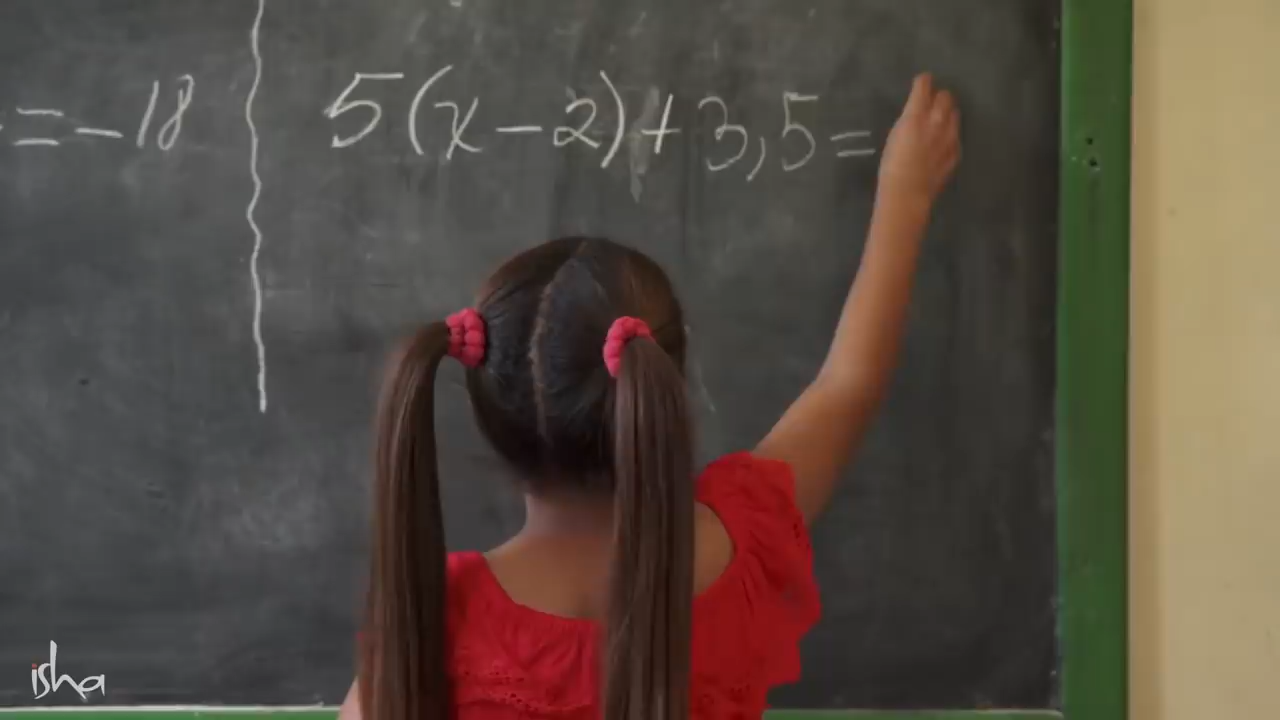 = -18
5(x-2)+3,5=
isha